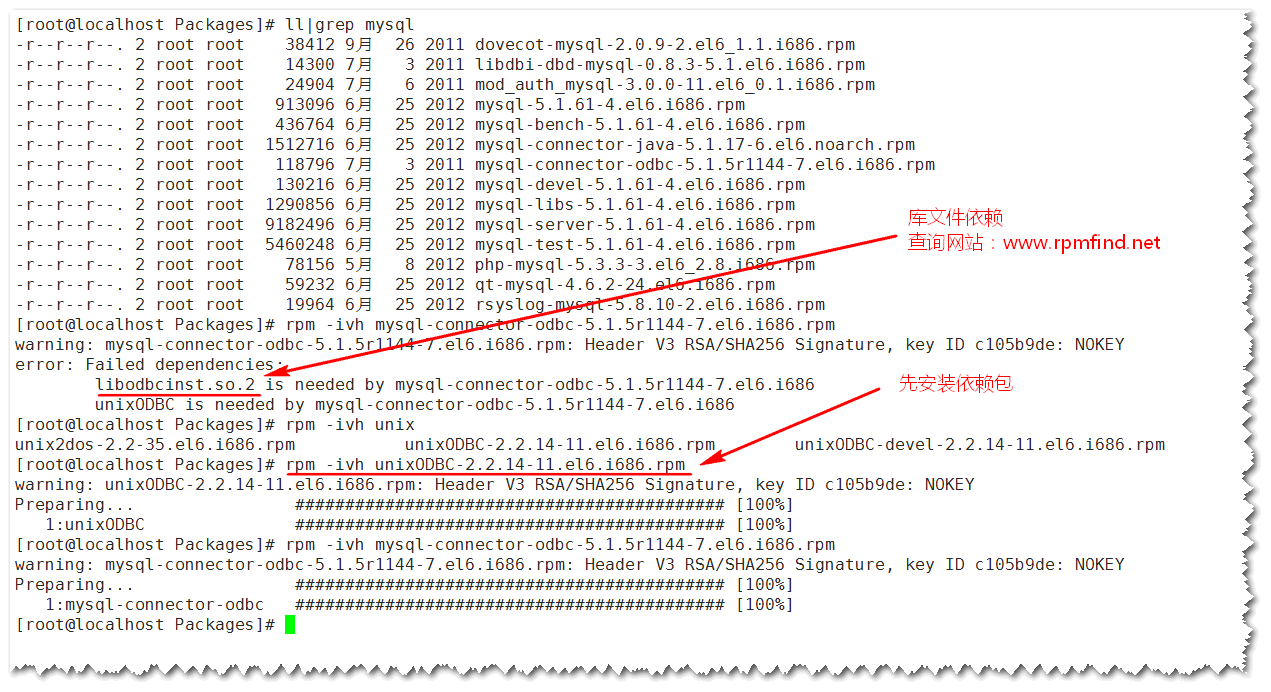 [root@localhost Packages]# ll|grep mysql
-r--r--r--. 2 root root    38412 9月  26 2011 dovecot-mysql-2.0.9-2.el6_1.1.i686.rpm
-r--r--r--. 2 root root    14300 7月   3 2011 libdbi-dbd-mysql-0.8.3-5.1.el6.i686.rpm
-r--r--r--. 2 root root    24904 7月   6 2011 mod_auth_mysql-3.0.0-11.el6_0.1.i686.rpm
-r--r--r--. 2 root root   913096 6月  25 2012 mysql-5.1.61-4.el6.i686.rpm
-r--r--r--. 2 root root   436764 6月  25 2012 mysql-bench-5.1.61-4.el6.i686.rpm
-r--r--r--. 2 root root  1512716 6月  25 2012 mysql-connector-java-5.1.17-6.el6.noarch.rpm
-r--r--r--. 2 root root   118796 7月   3 2011 mysql-connector-odbc-5.1.5r1144-7.el6.i686.rpm
-r--r--r--. 2 root root   130216 6月  25 2012 mysql-devel-5.1.61-4.el6.i686.rpm
-r--r--r--. 2 root root  1290856 6月  25 2012 mysql-libs-5.1.61-4.el6.i686.rpm
-r--r--r--. 2 root root  9182496 6月  25 2012 mysql-server-5.1.61-4.el6.i686.rpm
-r--r--r--. 2 root root  5460248 6月  25 2012 mysql-test-5.1.61-4.el6.i686.rpm
-r--r--r--. 2 root root    78156 5月   8 2012 php-mysql-5.3.3-3.el6_2.8.i686.rpm
-r--r--r--. 2 root root    59232 6月  25 2012 qt-mysql-4.6.2-24.el6.i686.rpm
-r--r--r--. 2 root root    19964 6月  25 2012 rsyslog-mysql-5.8.10-2.el6.i686.rpm
库文件依赖
查询网站：www.rpmfind.net
[root@localhost Packages]# rpm -ivh mysql-connector-odbc-5.1.5r1144-7.el6.i686.rpm
warning: mysql-connector-odbc-5.1.5r1144-7.el6.i686.rpm: Header V3 RSA/SHA256 Signature, key ID c105b9de: NOKEY
error: Failed dependencies:
libodbcinst.so.2 is needed by mysql-connector-odbc-5.1.5r1144-7.el6.i686
unixODBC is needed by mysql-connector-odbc-5.1.5r1144-7.el6.i686
先安装依赖包
[root@localhost Packages]# rpm -ivh unix
unix2dos-2.2-35.el6.i686.rpm           unixODBC-2.2.14-11.el6.i686.rpm        unixODBC-devel-2.2.14-11.el6.i686.rpm
[root@localhost Packages]# rpm -ivh unixODBC-2.2.14-11.el6.i686.rpm
warning: unixODBC-2.2.14-11.el6.i686.rpm: Header V3 RSA/SHA256 Signature, key ID c105b9de: NOKEY
Preparing...                ########################################### [100%]
   1:unixODBC               ########################################### [100%]
[root@localhost Packages]# rpm -ivh mysql-connector-odbc-5.1.5r1144-7.el6.i686.rpm
warning: mysql-connector-odbc-5.1.5r1144-7.el6.i686.rpm: Header V3 RSA/SHA256 Signature, key ID c105b9de: NOKEY
Preparing...                ########################################### [100%]
   1:mysql-connector-odbc   ########################################### [100%]
[root@localhost Packages]#